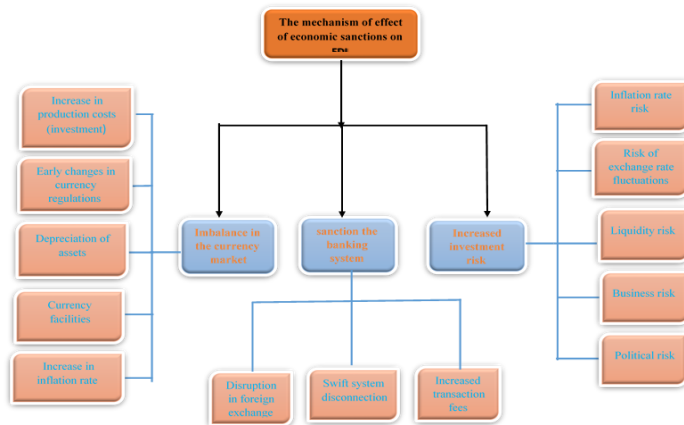 The mechanism of effect
of economic sanctions on
Increase in
production costs
(investment)
Early changes in
currency regulations
Depreciation of
assets
Currency
facilities
Increase in
inflation rate
Imbalance in
the currency
market
sanction the
banking
system
Increased
investment
risk
Disruption
in foreign
exchange
Swift system
disconnection
Increased
transaction
fees
Inflation rate
risk
Risk of
exchange rate
fluctuations
Liquidity risk
Business risk
Political risk